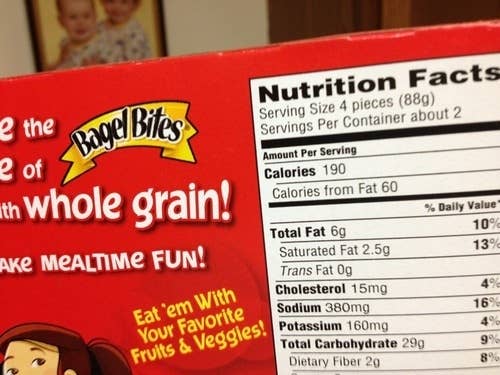 e the
Bagel Bites
e of
ith whole grain!
AKE MEALTIME FUN!
Eat 'em With
Your Favorite
Fruits & Veggies!
Nutrition Facts
Serving Size 4 pieces (88g)
Servings Per Container about 2
Amount Per Serving
Calories 190
Calories from Fat 60
% Daily Value*
Total Fat 6g 10%
Saturated Fat 2.5g 13%
Trans Fat 0g
Cholesterol 15mg 4%
Sodium 380mg 16%
Potassium 160mg 4%
Total Carbohydrate 29g 9%
Dietary Fiber 2g 8%